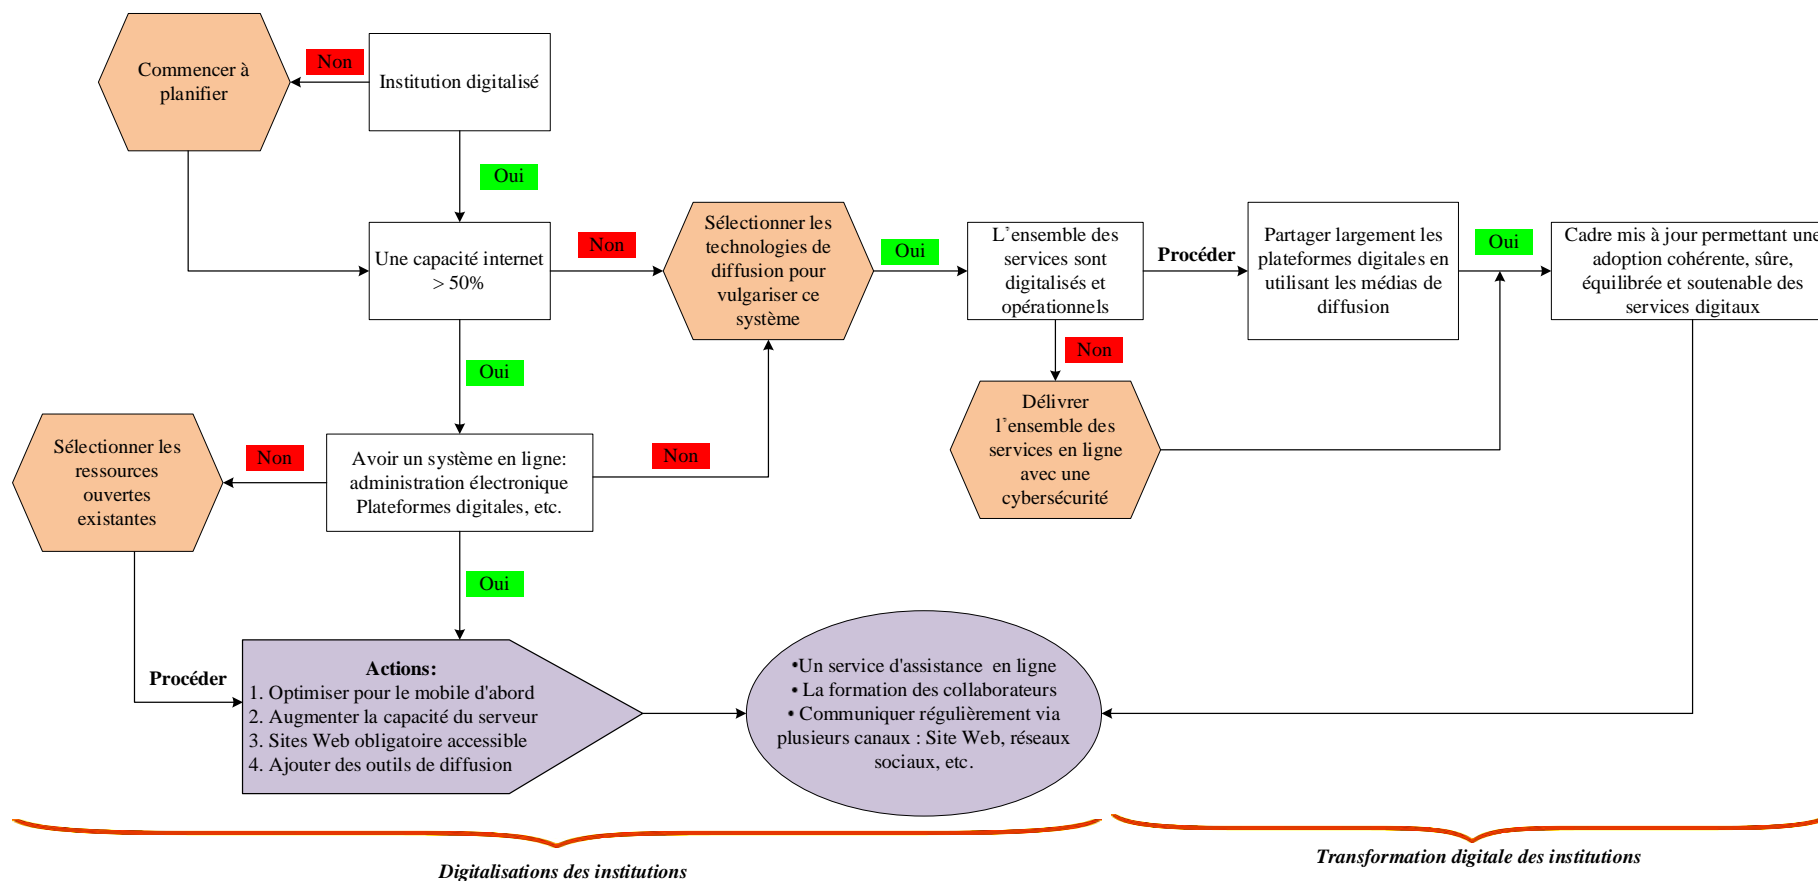 Commencer à
planifier
Non
Institution digitalisé
Oui
Une capacité internet
> 50%
Non
Sélectionner les
technologies de
diffusion pour
vulgariser ce
système
Oui
L'ensemble des
services sont
digitalisés et
opérationnels
Procéder
Partager largement les
plateformes digitales en
utilisant les médias de
diffusion
Oui
Cadre mis à jour permettant une
adoption cohérente, sûre,
équilibrée et soutenable des
services digitaux
Oui
Non
Délivrer
l'ensemble des
services en ligne
avec une
cybersécurité
Sélectionner les
ressources
ouvertes
existantes
Non
Avoir un système en ligne:
administration électronique
Plateformes digitales, etc.
Non
Oui
Procéder
Actions:
1. Optimiser pour le mobile d'abord
2. Augmenter la capacité du serveur
3. Sites Web obligatoire accessible
4. Ajouter des outils de diffusion
•Un service d'assistance en ligne
• La formation des collaborateurs
• Communiquer régulièrement via
plusieurs canaux : Site Web, réseaux
sociaux, etc.
Digitalisations des institutions
Transformation digitale des institutions